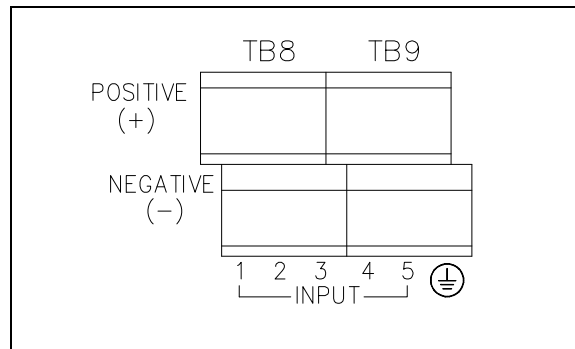 TB8 TB9
POSITIVE
(+)
NEGATIVE
(-)
1 2 3 4 5
INPUT